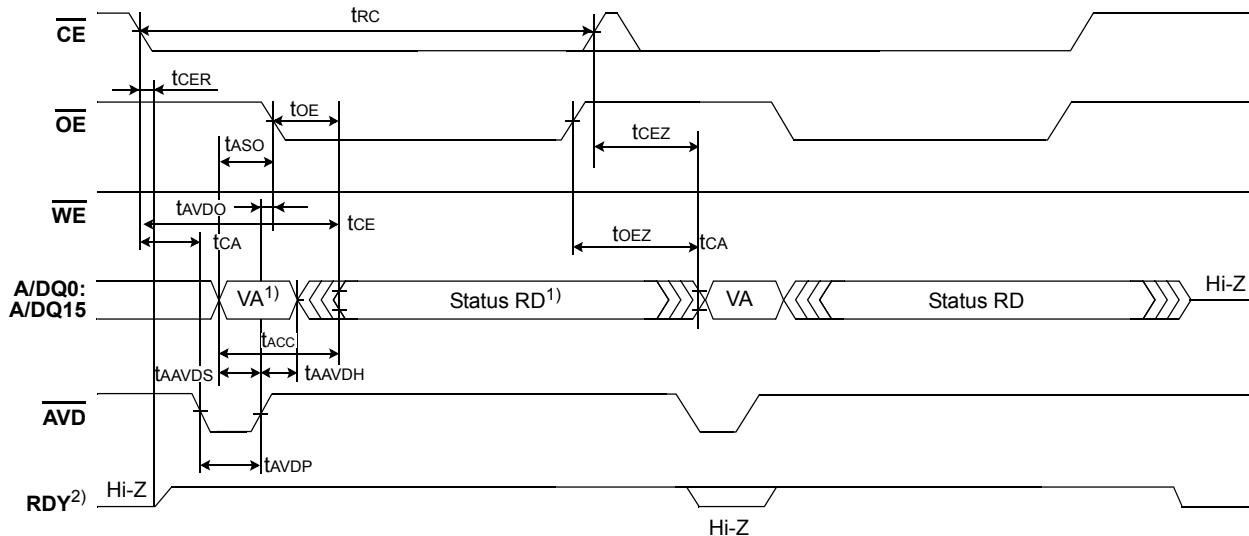 CE
tRC
tCER
OE
tOE
tCEZ
tASO
WE
tAVDO
tCE
tCA
tOEZ
tCA
A/DQ0:
A/DQ15
VA1)
Status RD1)
VA
Status RD
Hi-Z
tACC
tAAVDS
tAAVDH
AVD
tAVDP
Hi-Z
RDY2)
Hi-Z